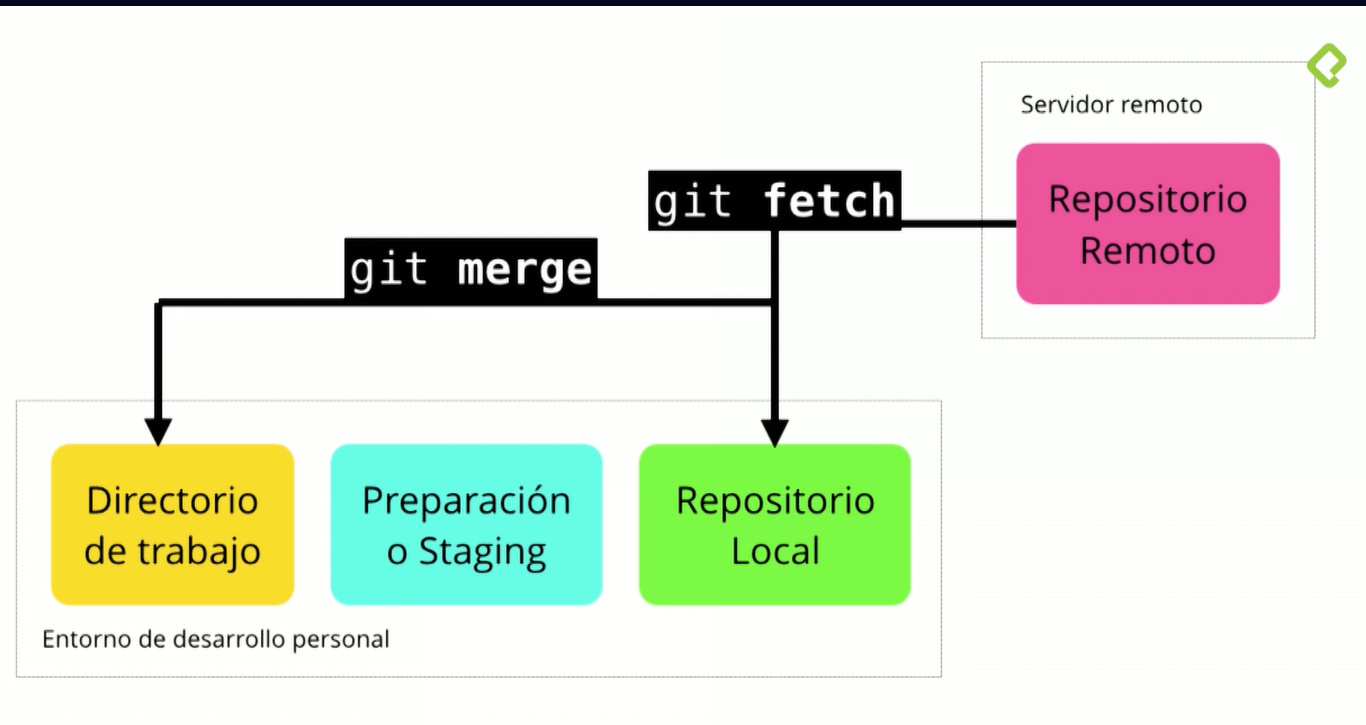 Servidor remoto
Repositorio
Remoto
git fetch
git merge
Directorio
de trabajo
Preparación
o Staging
Repositorio
Local
Entorno de desarrollo personal